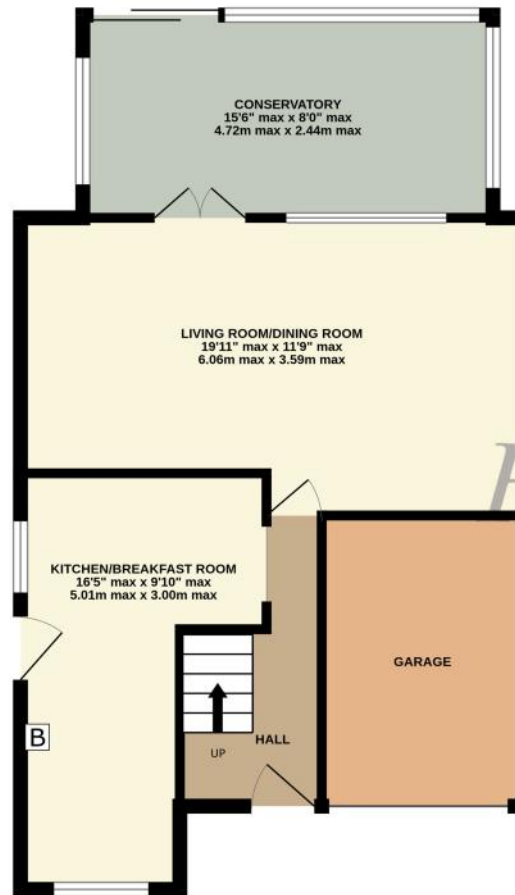 CONSERVATORY
15'6" max x 8'0" max
4.72m max x 2.44m max
LIVING ROOM/DINING ROOM
19'11" max x 11'9" max
6.06m max x 3.59m max
KITCHEN/BREAKFAST ROOM
16'5" max x 9'10" max
5.01m max x 3.00m max
GARAGE
B
UP
HALL